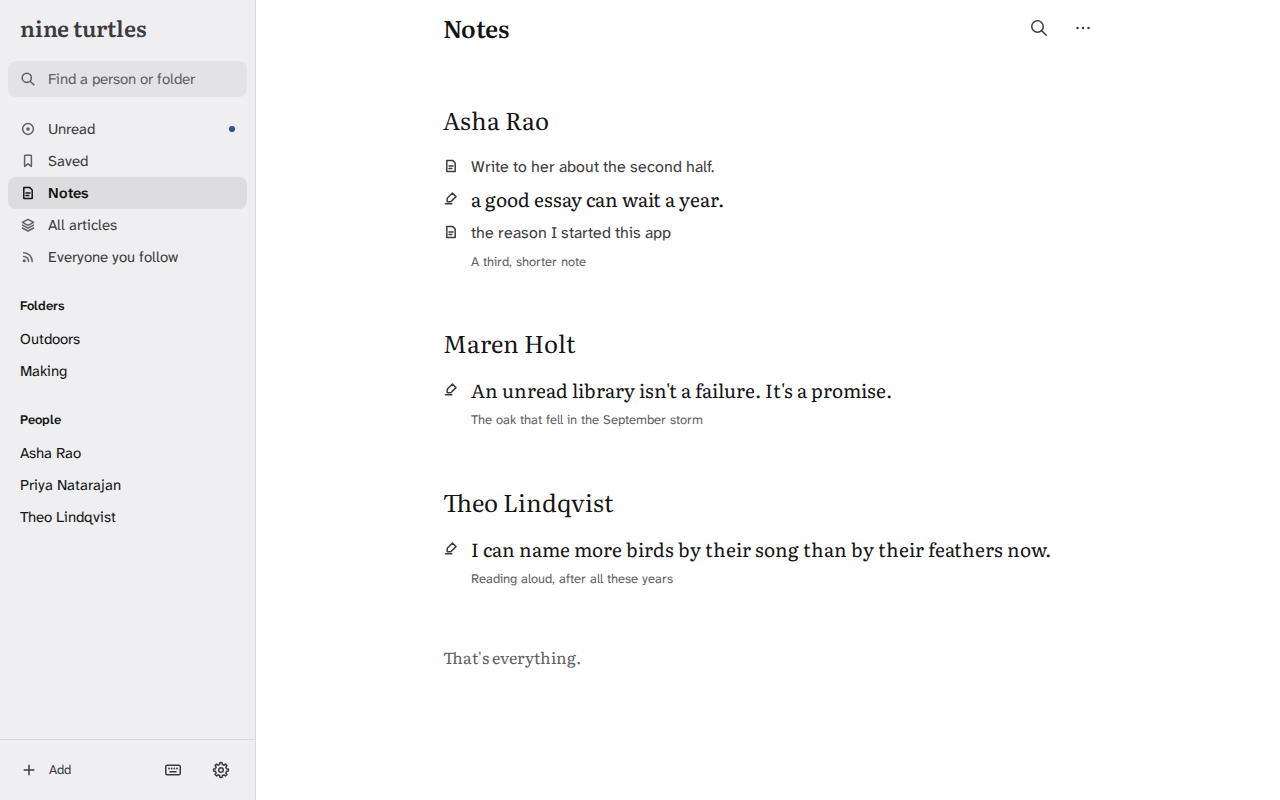 nine turtles
Find a person or folder
Unread
Saved
Notes
All articles
Everyone you follow
Folders
Outdoors
Making
People
Asha Rao
Priya Natarajan
Theo Lindqvist
Add
Notes
Asha Rao
Write to her about the second half.
a good essay can wait a year.
the reason I started this app
A third, shorter note
Maren Holt
An unread library isn't a failure. It's a promise.
The oak that fell in the September storm
Theo Lindqvist
I can name more birds by their song than by their feathers now.
Reading aloud, after all these years
That's everything.